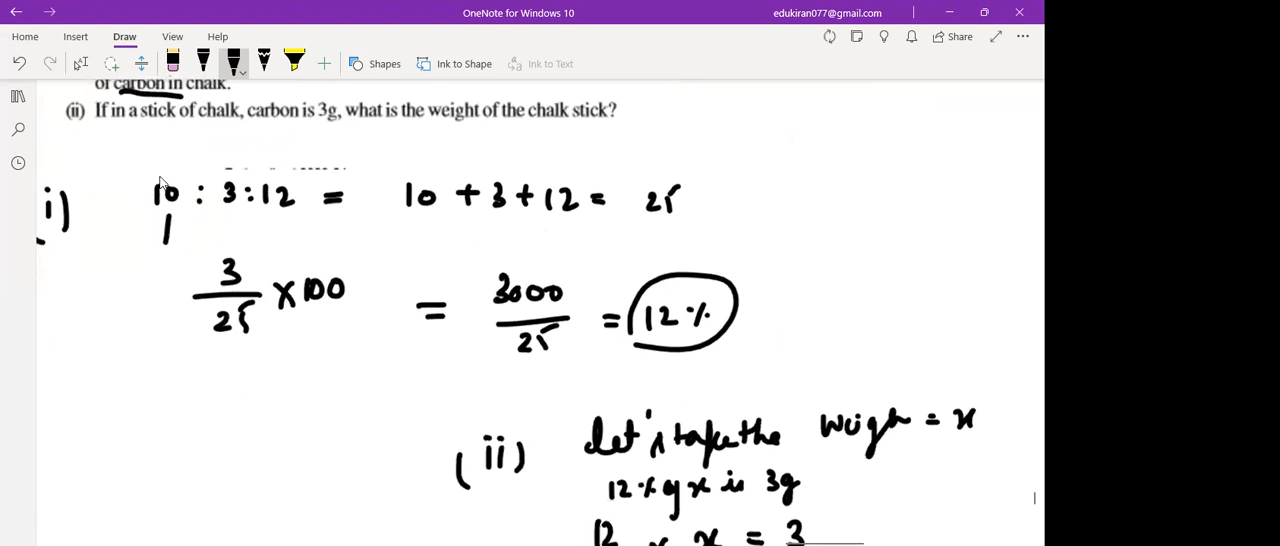 OneNote for Windows 10
edukiran077@gmail.com
Home Insert Draw View Help
Share
Shapes Ink to Shape Ink to Text
of carbon in chalk.
(ii) If in a stick of chalk, carbon is 3g, what is the weight of the chalk stick?
i) 10 : 3 : 12 = 10 + 3 + 12 = 25
3/25 × 100 = 3000/25 = 12%
(ii) Let's take the weigh = x
12% of x is 3g
12 × x = 3